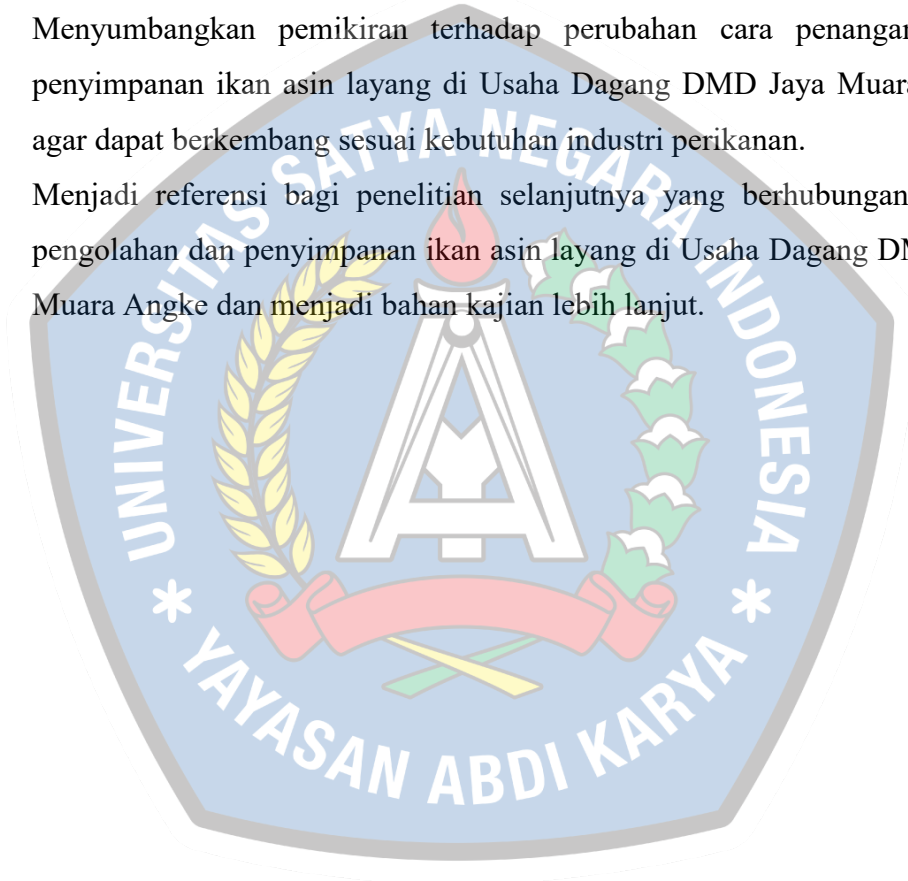 Menyumbangkan pemikiran terhadap perubahan cara
penyimpanan ikan asin layang di Usaha Dagang DMD Jaya Muara
agar dapat berkembang sesuai kebutuhan industri perikanan.
Menjadi referensi bagi penelitian selanjutnya yang berhubungan
pengolahan dan penyimpanan ikan asin layang di Usaha Dagang
Muara Angke dan menjadi bahan kajian lebih lanjut.
UNIVERSITAS SATYA NEGARA INDONESIA
* YAYASAN ABDI KARYA *